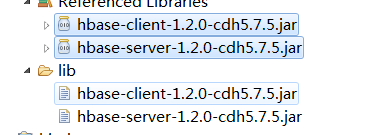 Referenced Libraries
hbase-client-1.2.0-cdh5.7.5.jar
hbase-server-1.2.0-cdh5.7.5.jar
lib
hbase-client-1.2.0-cdh5.7.5.jar
hbase-server-1.2.0-cdh5.7.5.jar